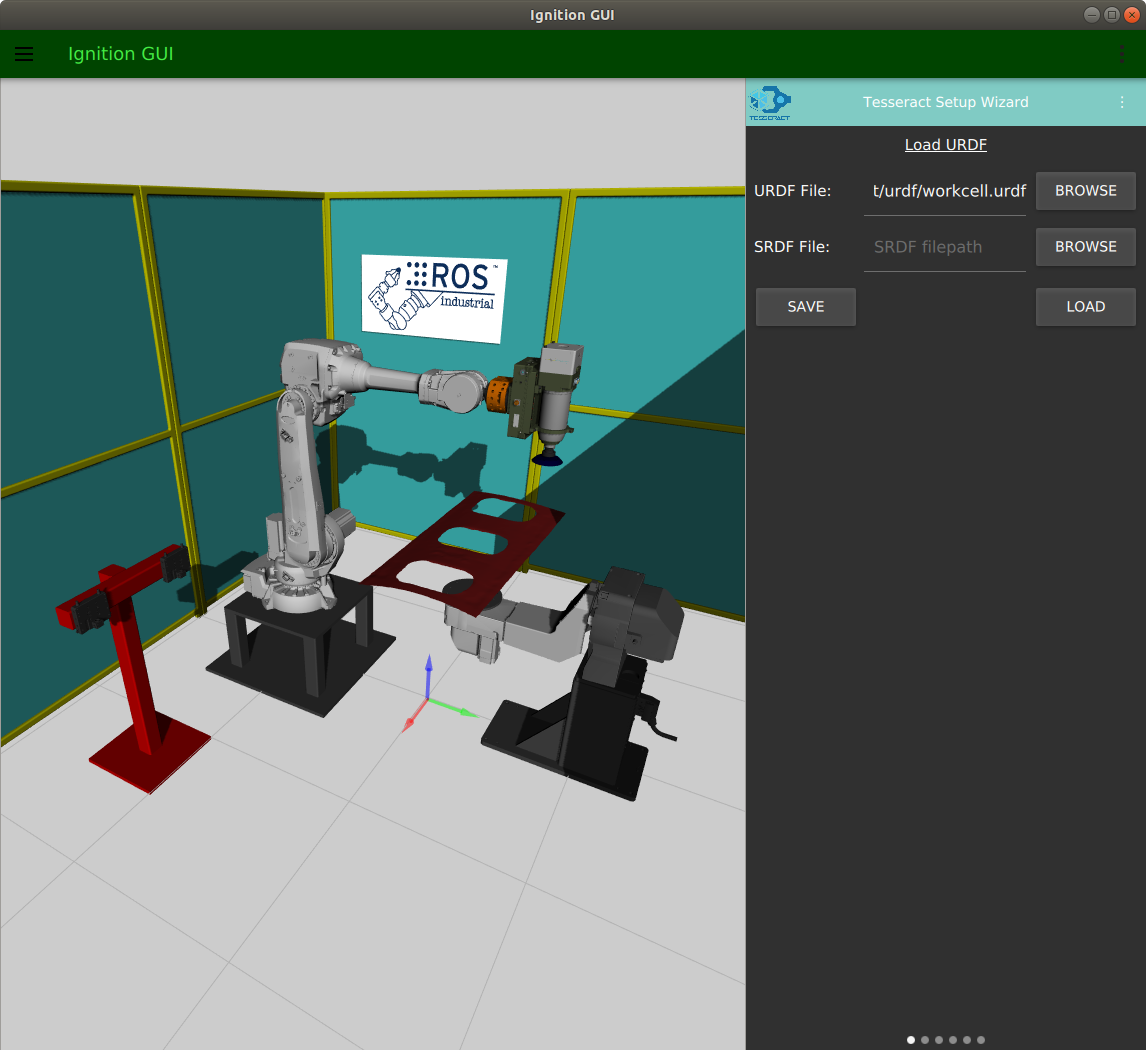 Ignition GUI
Ignition GUI
Tesseract Setup Wizard
TESSERACT
Load URDF
URDF File: t/urdf/workcell.urdf BROWSE
SRDF File: SRDF filepath BROWSE
SAVE LOAD
ROS™
industrial